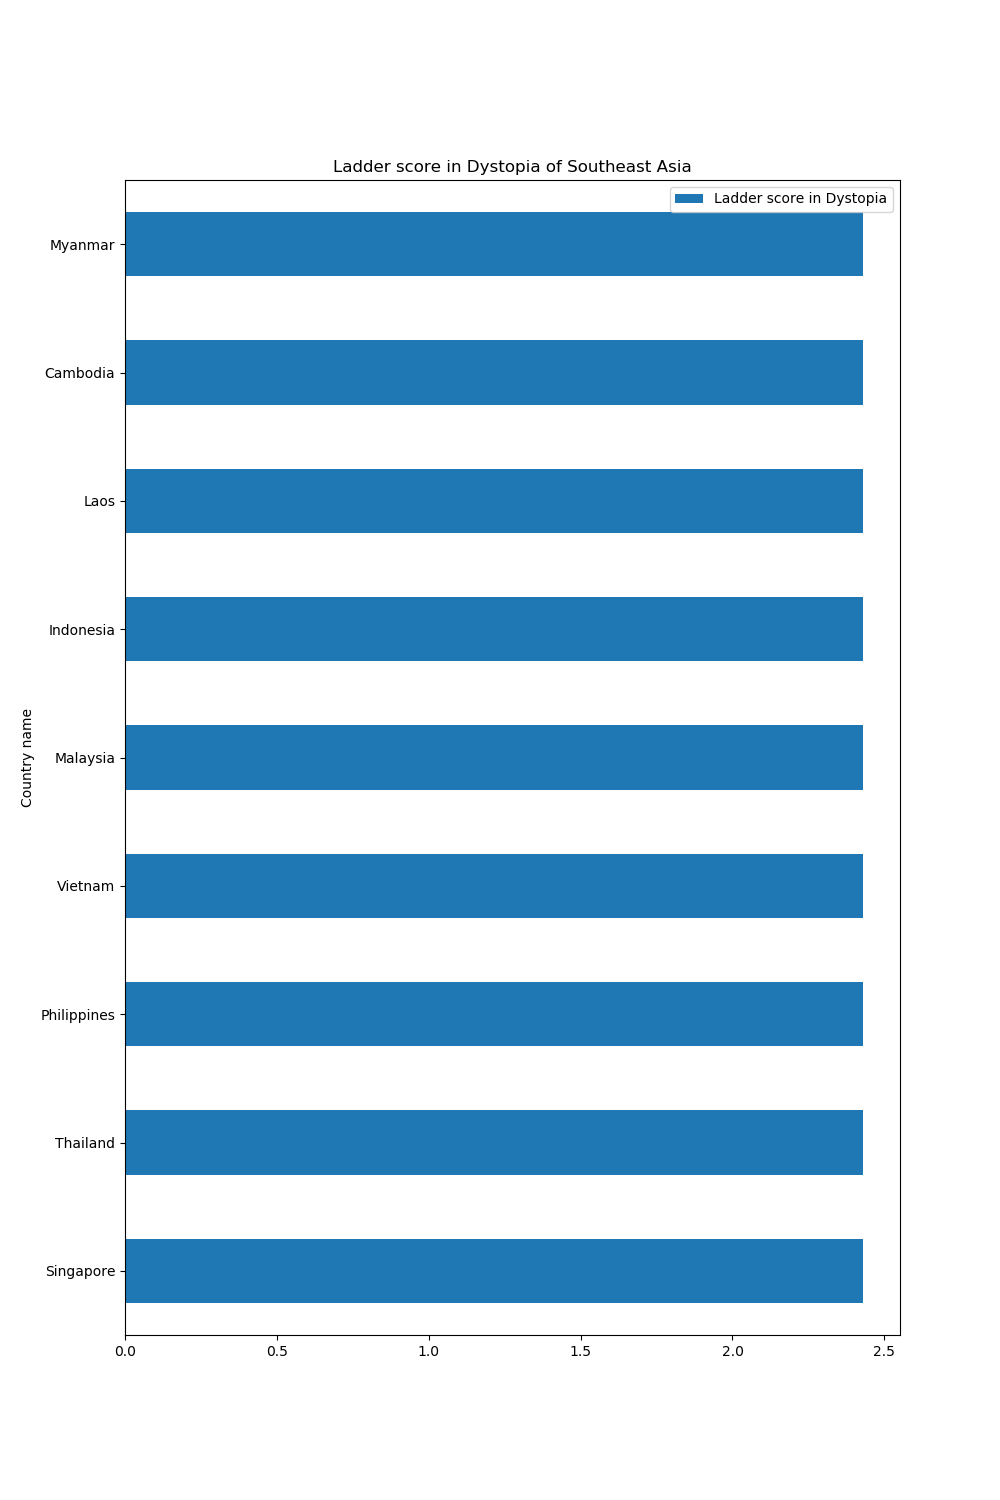 Ladder score in Dystopia of Southeast Asia
Ladder score in Dystopia
Myanmar
Cambodia
Laos
Indonesia
Malaysia
Vietnam
Philippines
Thailand
Singapore
Country name
0.0 0.5 1.0 1.5 2.0 2.5